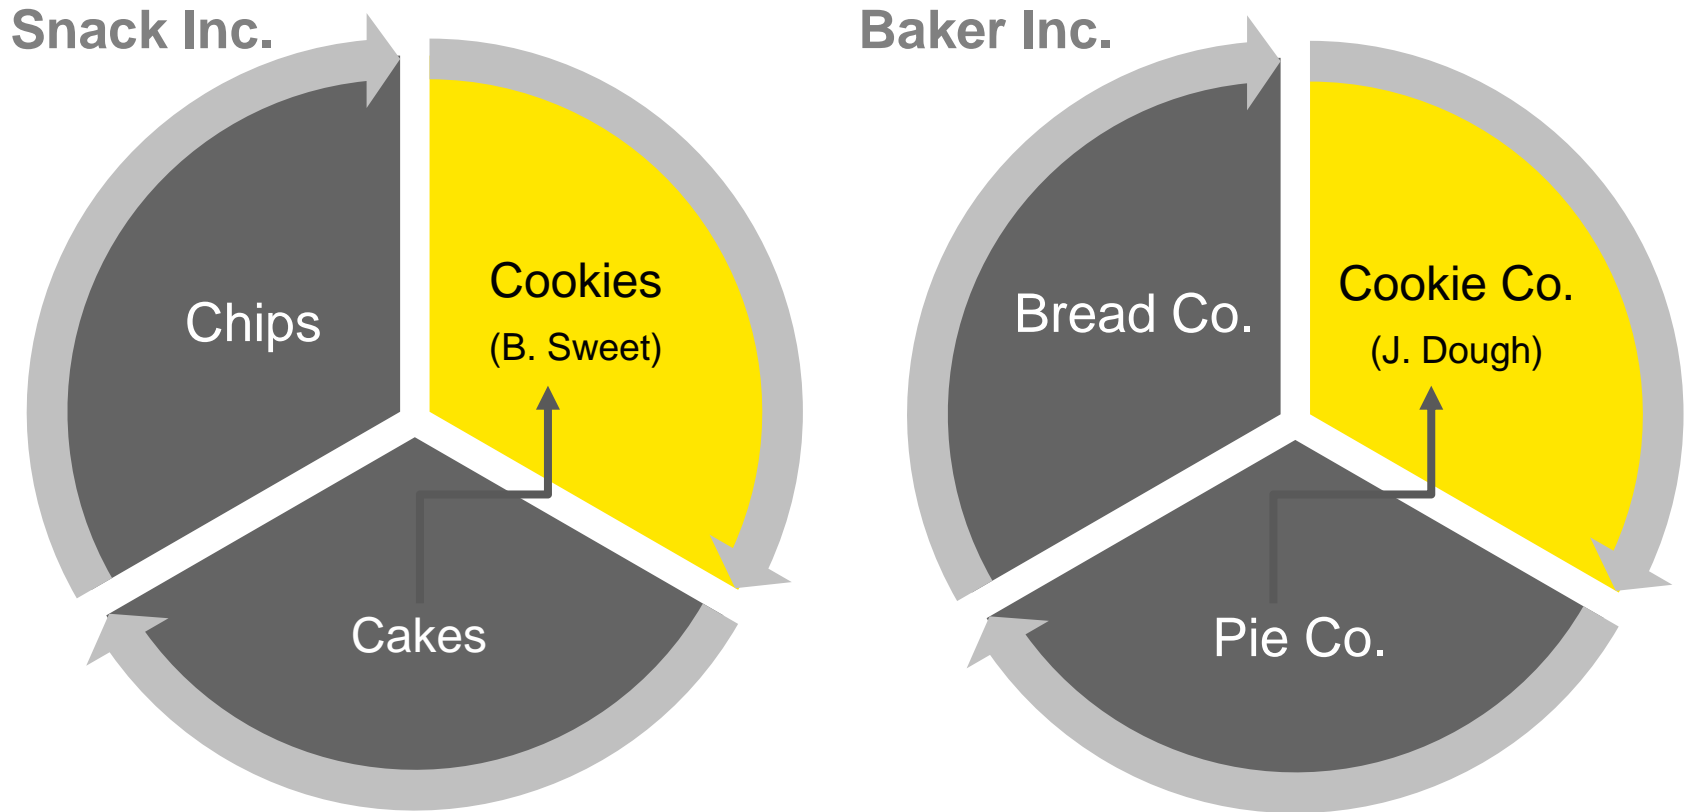 Snack Inc.
Chips
Cookies
(B. Sweet)
Cakes
Baker Inc.
Bread Co.
Cookie Co.
(J. Dough)
Pie Co.